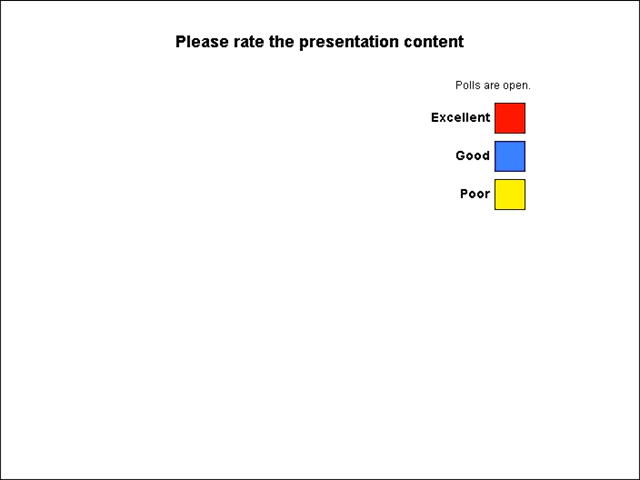 Please rate the presentation content
Polls are open.
Excellent
Good
Poor